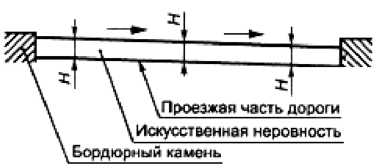 H H H
Проезжая часть дороги
Искусственная неровность
Бордюрный камень